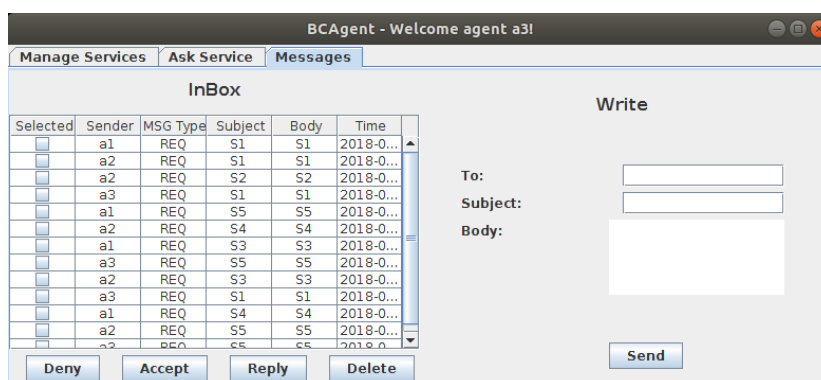 BCAgent - Welcome agent a3!
Manage Services Ask Service Messages
InBox
Selected Sender MSG Type Subject Body Time
a1 REQ S1 S1 2018-0...
a2 REQ S1 S1 2018-0...
a2 REQ S2 S2 2018-0...
a3 REQ S1 S1 2018-0...
a1 REQ S5 S5 2018-0...
a2 REQ S4 S4 2018-0...
a1 REQ S3 S3 2018-0...
a3 REQ S5 S5 2018-0...
a2 REQ S3 S3 2018-0...
a3 REQ S1 S1 2018-0...
a1 REQ S4 S4 2018-0...
a2 REQ S5 S5 2018-0...
REQ S5 S5 2018-0...
Deny Accept Reply Delete
Write
To:
Subject:
Body:
Send